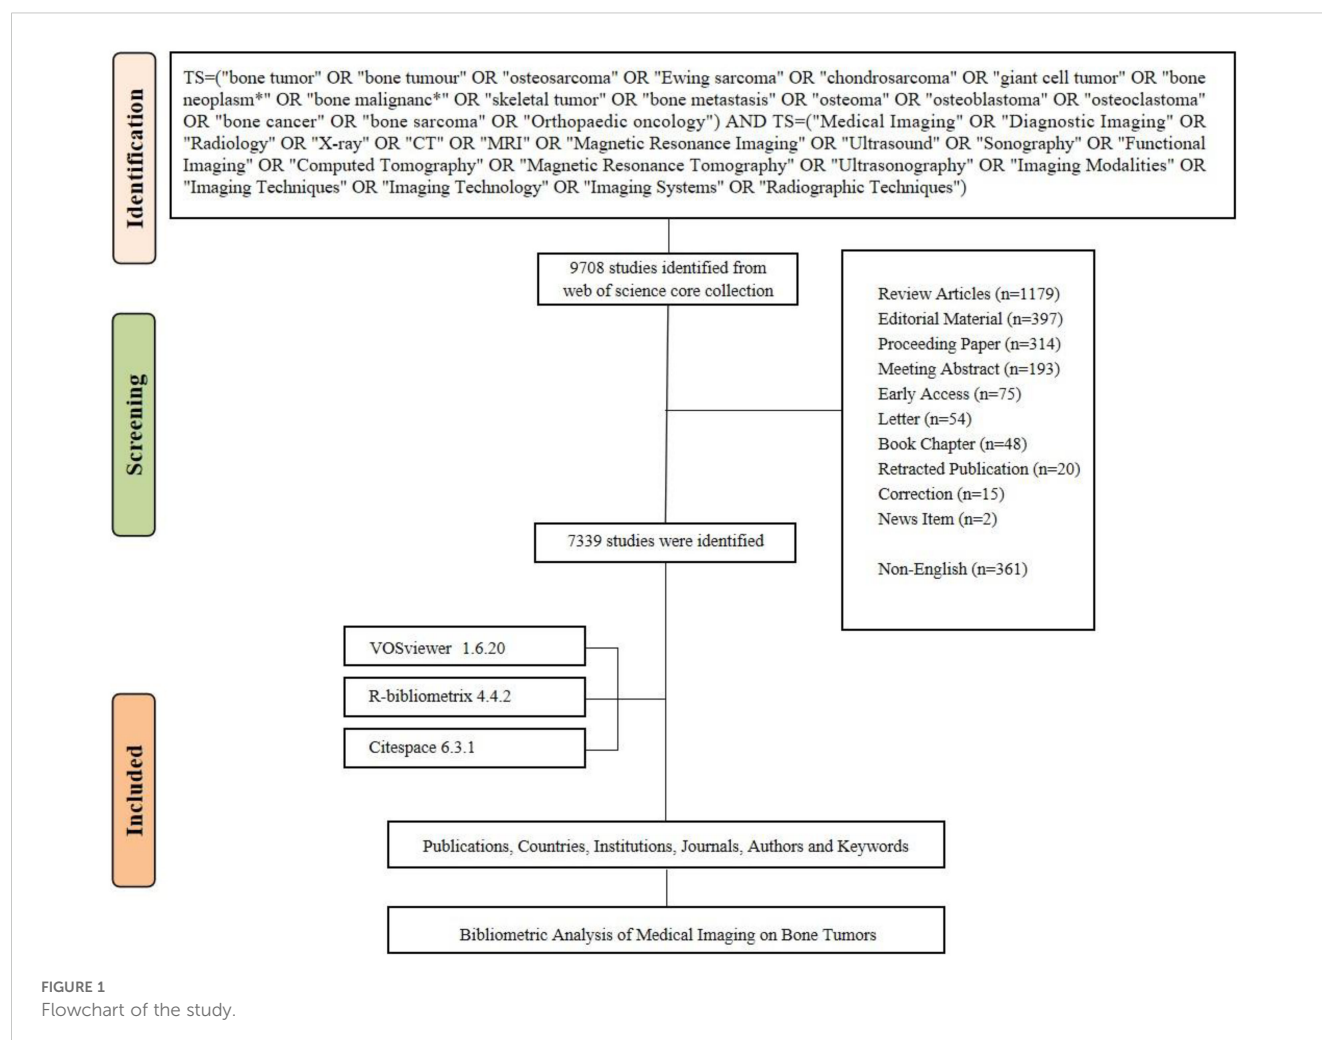 Identification
TS=("bone tumor" OR "bone tumour" OR "osteosarcoma" OR "Ewing sarcoma" OR "chondrosarcoma" OR "giant cell tumor" OR "bone
neoplasm*" OR "bone malignanc*" OR "skeletal tumor" OR "bone metastasis" OR "osteoma" OR "osteoblastoma" OR "osteoclastoma"
OR "bone cancer" OR "bone sarcoma" OR "Orthopaedic oncology") AND TS=("Medical Imaging" OR "Diagnostic Imaging" OR
"Radiology" OR "X-ray" OR "CT" OR "MRI" OR "Magnetic Resonance Imaging" OR "Ultrasound" OR "Sonography" OR "Functional
Imaging" OR "Computed Tomography" OR "Magnetic Resonance Tomography" OR "Ultrasonography" OR "Imaging Modalities" OR
"Imaging Techniques" OR "Imaging Technology" OR "Imaging Systems" OR "Radiographic Techniques")
9708 studies identified from
web of science core collection
Screening
Review Articles (n=1179)
Editorial Material (n=397)
Proceeding Paper (n=314)
Meeting Abstract (n=193)
Early Access (n=75)
Letter (n=54)
Book Chapter (n=48)
Retracted Publication (n=20)
Correction (n=15)
News Item (n=2)
Non-English (n=361)
7339 studies were identified
VOSviewer 1.6.20
R-bibliometrix 4.4.2
Citespace 6.3.1
Included
Publications, Countries, Institutions, Journals, Authors and Keywords
Bibliometric Analysis of Medical Imaging on Bone Tumors
FIGURE 1
Flowchart of the study.